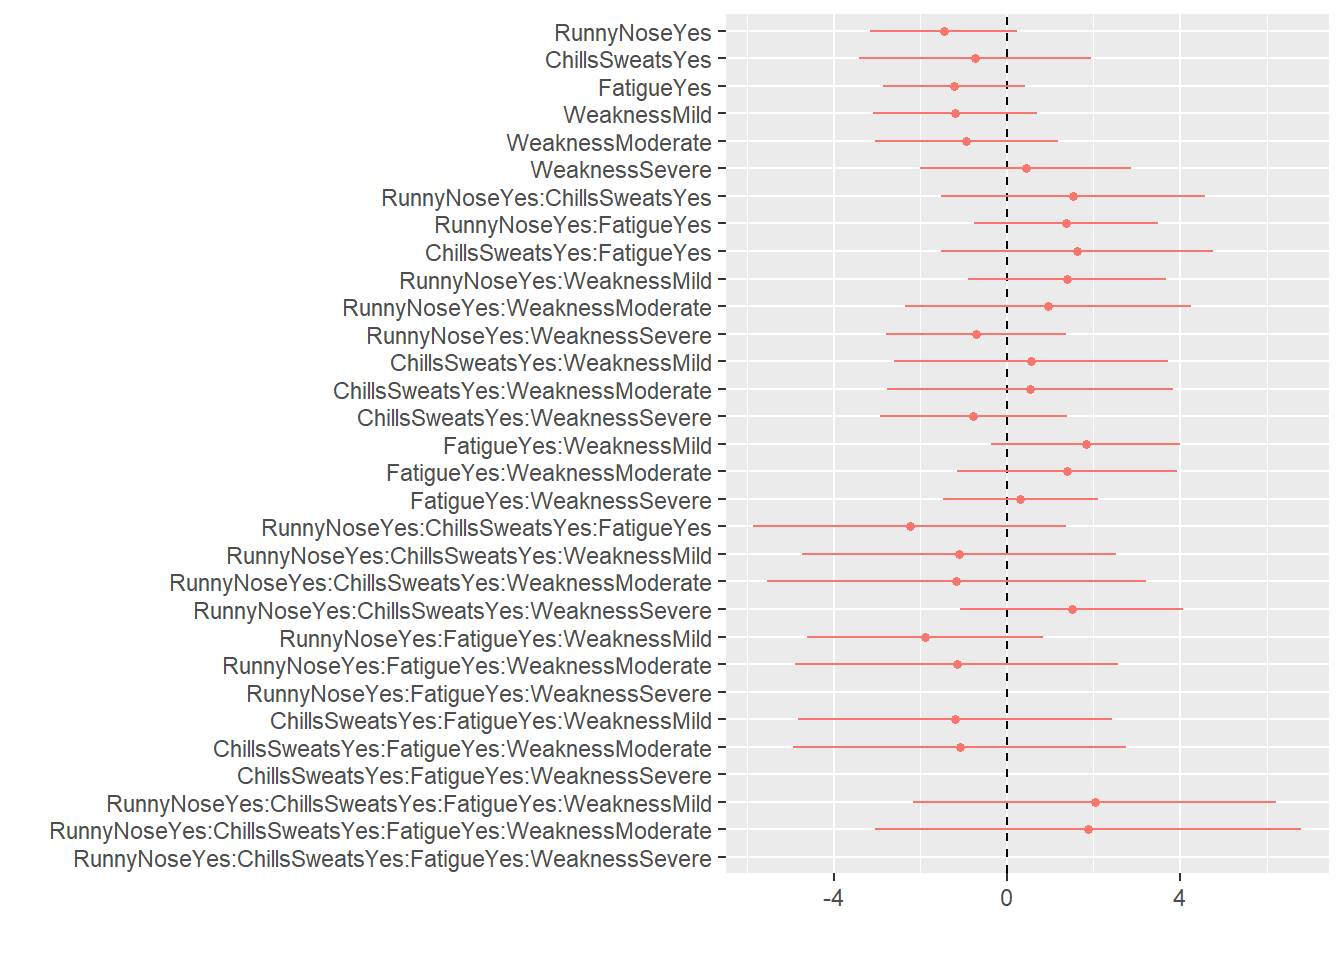 RunnyNoseYes
ChillsSweatsYes
FatigueYes
WeaknessMild
WeaknessModerate
WeaknessSevere
RunnyNoseYes:ChillsSweatsYes
RunnyNoseYes:FatigueYes
ChillsSweatsYes:FatigueYes
RunnyNoseYes:WeaknessMild
RunnyNoseYes:WeaknessModerate
RunnyNoseYes:WeaknessSevere
ChillsSweatsYes:WeaknessMild
ChillsSweatsYes:WeaknessModerate
ChillsSweatsYes:WeaknessSevere
FatigueYes:WeaknessMild
FatigueYes:WeaknessModerate
FatigueYes:WeaknessSevere
RunnyNoseYes:ChillsSweatsYes:FatigueYes
RunnyNoseYes:ChillsSweatsYes:WeaknessMild
RunnyNoseYes:ChillsSweatsYes:WeaknessModerate
RunnyNoseYes:ChillsSweatsYes:WeaknessSevere
RunnyNoseYes:FatigueYes:WeaknessMild
RunnyNoseYes:FatigueYes:WeaknessModerate
RunnyNoseYes:FatigueYes:WeaknessSevere
ChillsSweatsYes:FatigueYes:WeaknessMild
ChillsSweatsYes:FatigueYes:WeaknessModerate
ChillsSweatsYes:FatigueYes:WeaknessSevere
RunnyNoseYes:ChillsSweatsYes:FatigueYes:WeaknessMild
RunnyNoseYes:ChillsSweatsYes:FatigueYes:WeaknessModerate
RunnyNoseYes:ChillsSweatsYes:FatigueYes:WeaknessSevere
-4 0 4